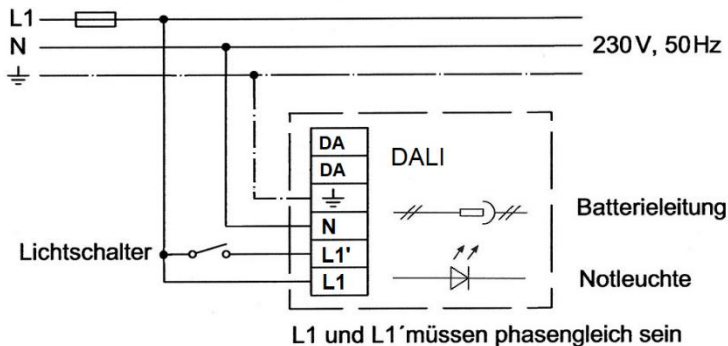 L1
N
230V, 50Hz
DA
DALI
DA
N
Batterieleitung
Lichtschalter
L1'
L1
Notleuchte
L1 und L1´müssen phasengleich sein